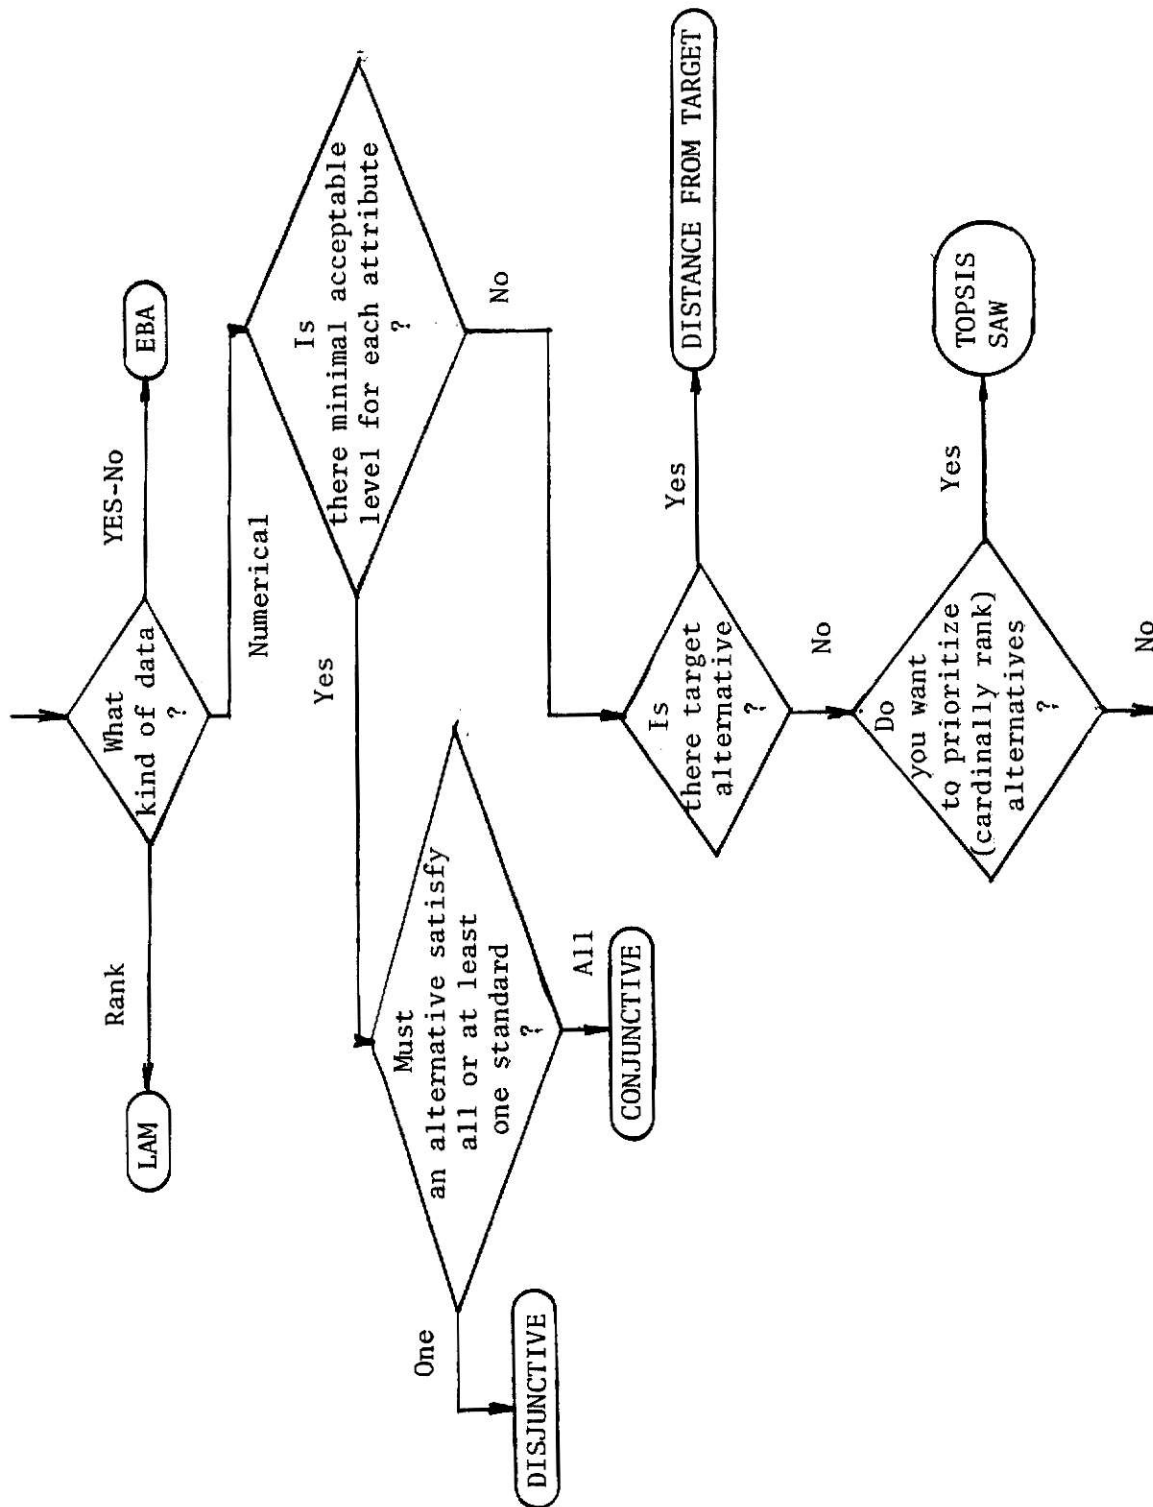 What
kind of data
?
Rank
LAM
YES-No
EBA
Numerical
Is
there minimal acceptable
level for each attribute
?
Yes
No
Must
an alternative satisfy
all or at least
one standard
?
One
DISJUNCTIVE
All
CONJUNCTIVE
Is
there target
alternative
?
Yes
DISTANCE FROM TARGET
No
Do
you want
to prioritize
(cardinally rank)
alternatives
?
Yes
TOPSIS
SAW
No